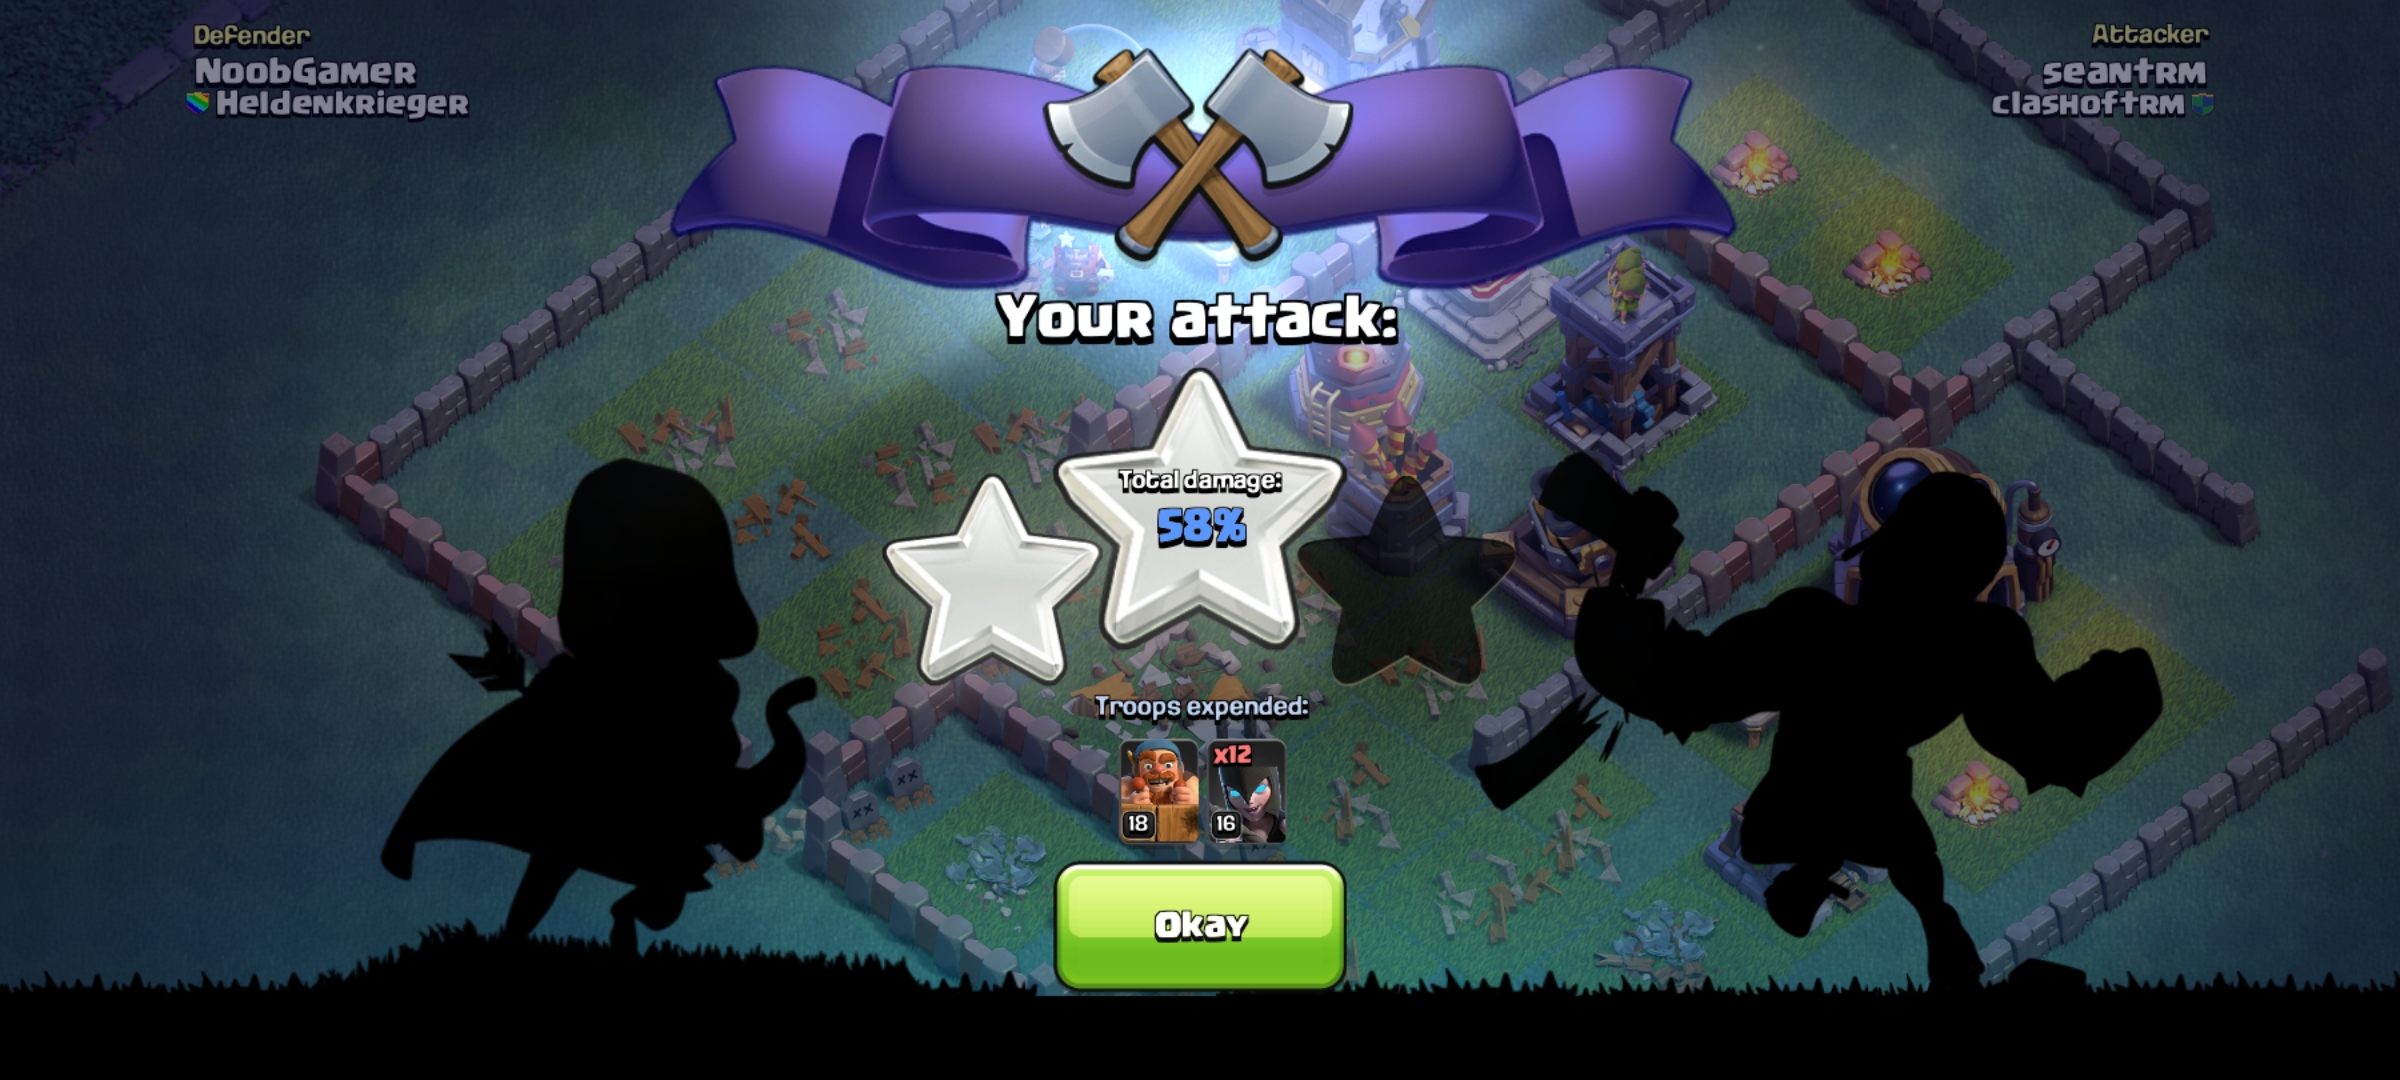 Defender
NoobGamer
Heldenkrieger
Attacker
seantRM
clashoftRM
Your attack:
Total damage:
58%
Troops expended:
x12
18
16
Okay